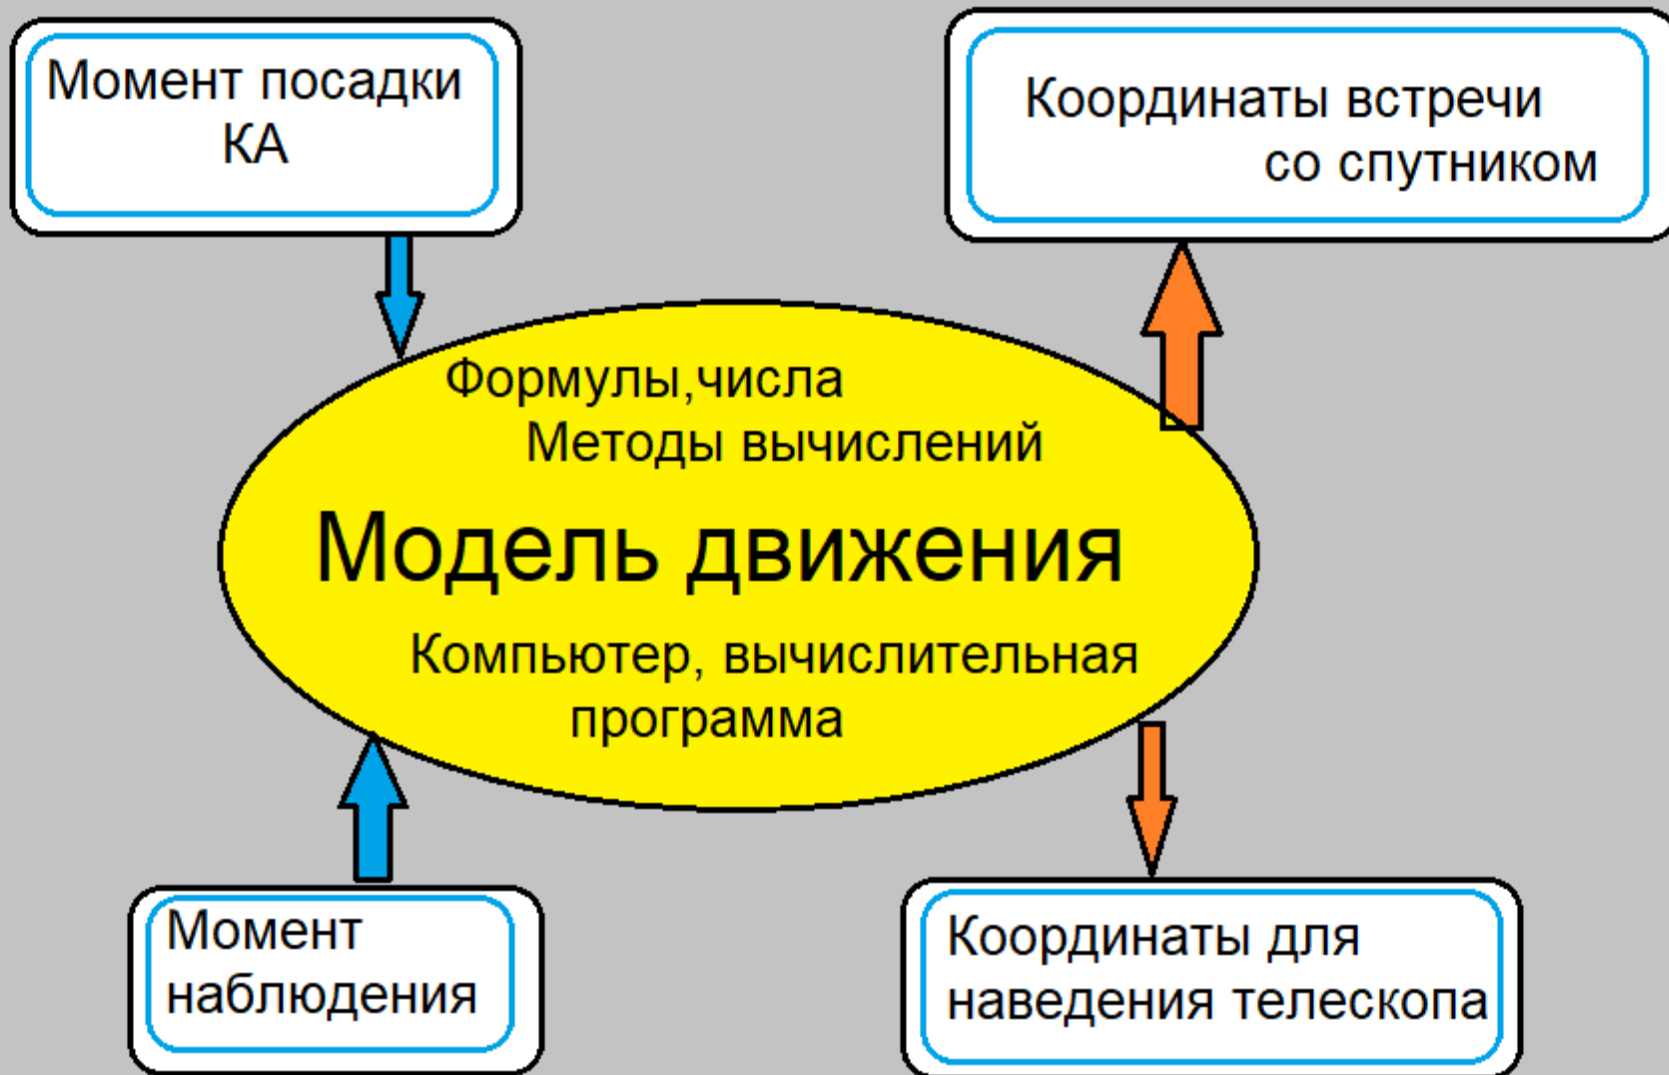 Момент посадки
КА
Координаты встречи
со спутником
Формулы,числа
Методы вычислений
Модель движения
Компьютер, вычислительная
программа
Момент
наблюдения
Координаты для
наведения телескопа